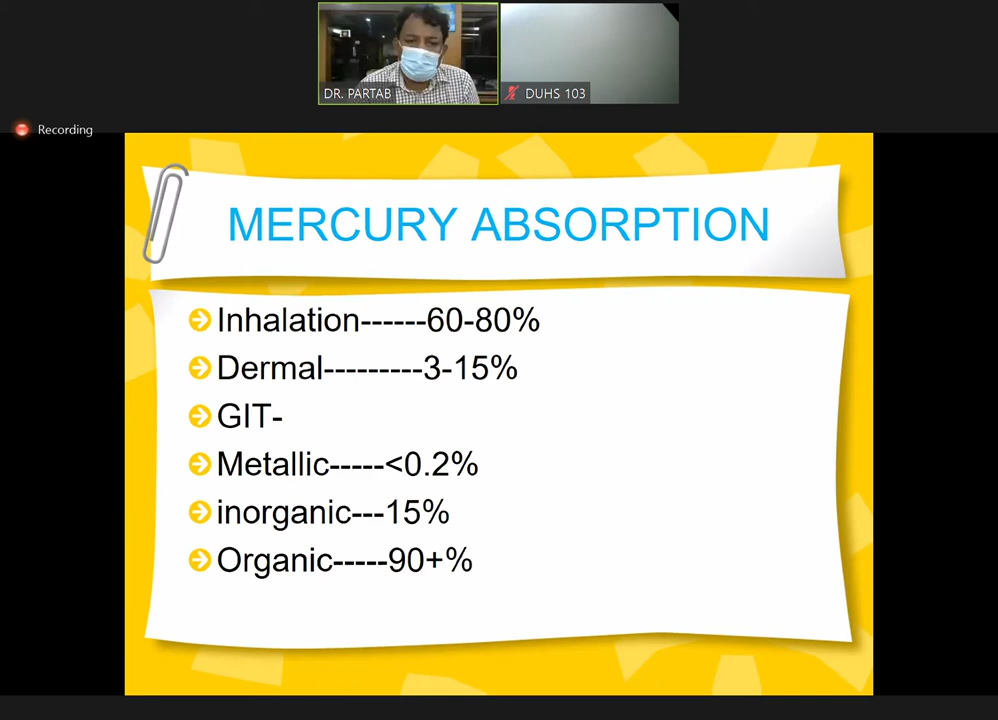 DR. PARTAB
DUHS 103
Recording
MERCURY ABSORPTION
Inhalation------60-80%
Dermal---------3-15%
GIT-
Metallic-----<0.2%
inorganic---15%
Organic-----90+%